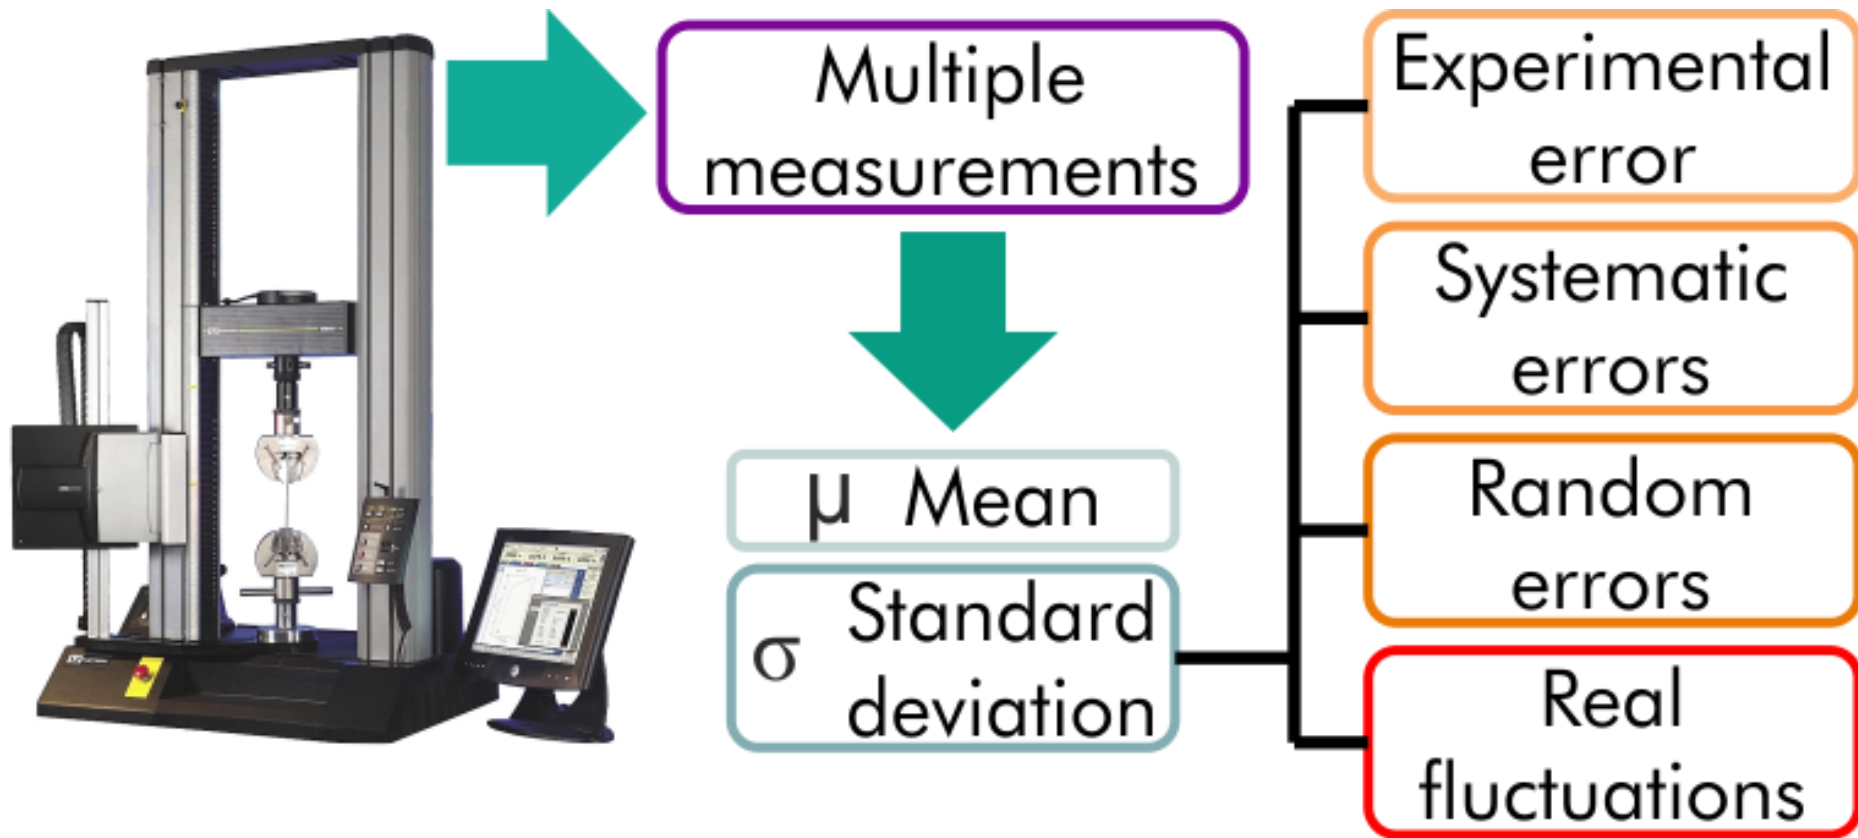 Multiple
measurements
μ Mean
σ Standard
deviation
Experimental
error
Systematic
errors
Random
errors
Real
fluctuations